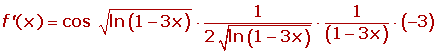 f'(x) = cos √(ln(1−3x)) · 1/(2√(ln(1−3x))) · 1/((1−3x)) · (−3)